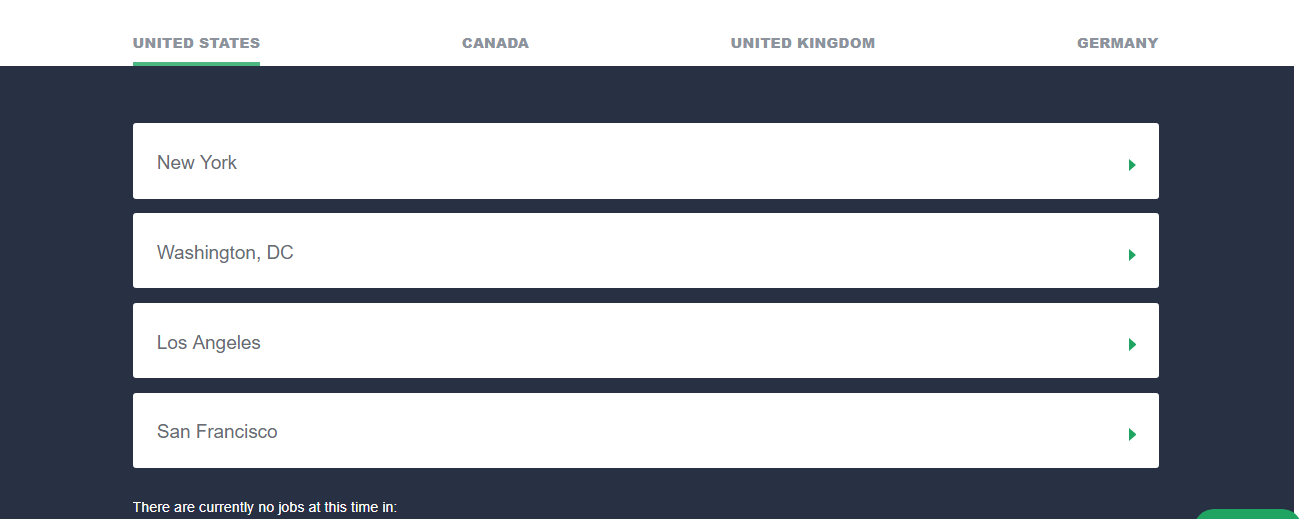 UNITED STATES CANADA UNITED KINGDOM GERMANY
New York
Washington, DC
Los Angeles
San Francisco
There are currently no jobs at this time in: